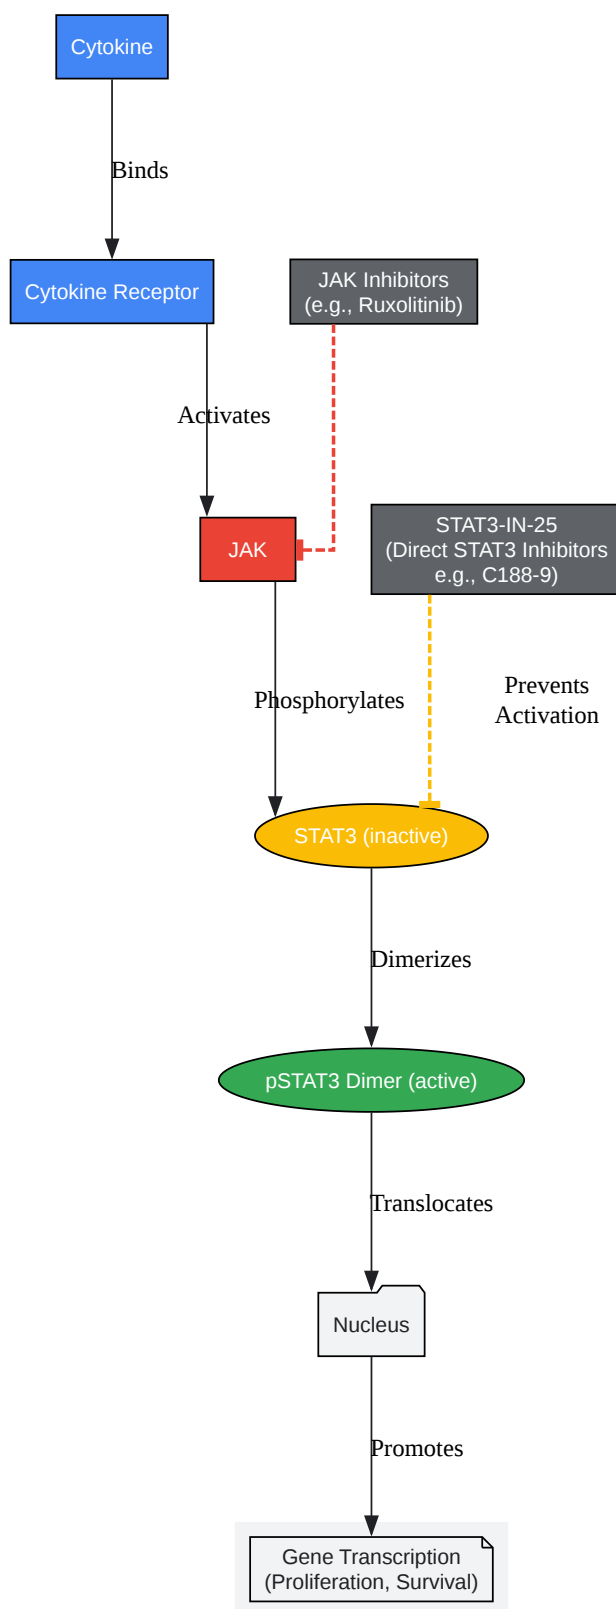 Cytokine
Binds
Cytokine Receptor
JAK Inhibitors
(e.g., Ruxolitinib)
Activates
JAK
STAT3-IN-25
(Direct STAT3 Inhibitors
e.g., C188-9)
Phosphorylates
Prevents
Activation
STAT3 (inactive)
Dimerizes
pSTAT3 Dimer (active)
Translocates
Nucleus
Promotes
Gene Transcription
(Proliferation, Survival)